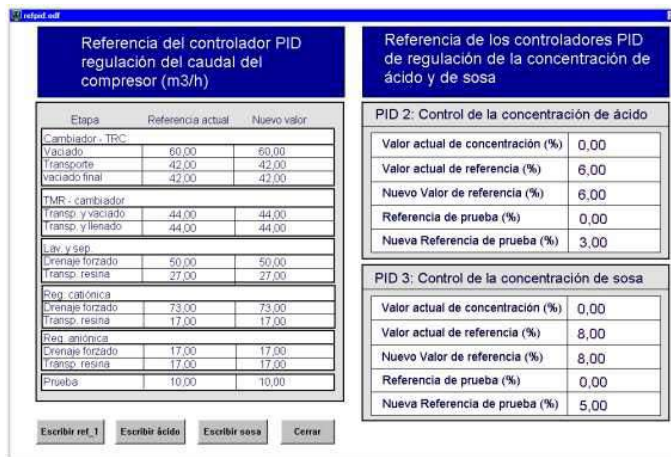 refpid.odf
Referencia del controlador PID
regulación del caudal del
compresor (m3/h)
Etapa Referencia actual Nuevo valor
Cambiador - TRC
Vaciado 60,00 60,00
Transporte 42,00 42,00
vaciado final 42,00 42,00
TMR - cambiador
Transp. y vaciado 44,00 44,00
Transp. y llenado 44,00 44,00
Lav. y sep.
Drenaje forzado 50,00 50,00
Transp. resina 27,00 27,00
Reg. catiónica
Drenaje forzado 73,00 73,00
Transp. resina 17,00 17,00
Reg. aniónica
Drenaje forzado 17,00 17,00
Transp. resina 17,00 17,00
Prueba 10,00 10,00
Escribir ref_1 Escribir ácido Escribir sosa Cerrar
Referencia de los controladores PID
de regulación de la concentración de
ácido y de sosa
PID 2: Control de la concentración de ácido
Valor actual de concentración (%) 0,00
Valor actual de referencia (%) 6,00
Nuevo Valor de referencia (%) 6,00
Referencia de prueba (%) 0,00
Nueva Referencia de prueba (%) 3,00
PID 3: Control de la concentración de sosa
Valor actual de concentración (%) 0,00
Valor actual de referencia (%) 8,00
Nuevo Valor de referencia (%) 8,00
Referencia de prueba (%) 0,00
Nueva Referencia de prueba (%) 5,00